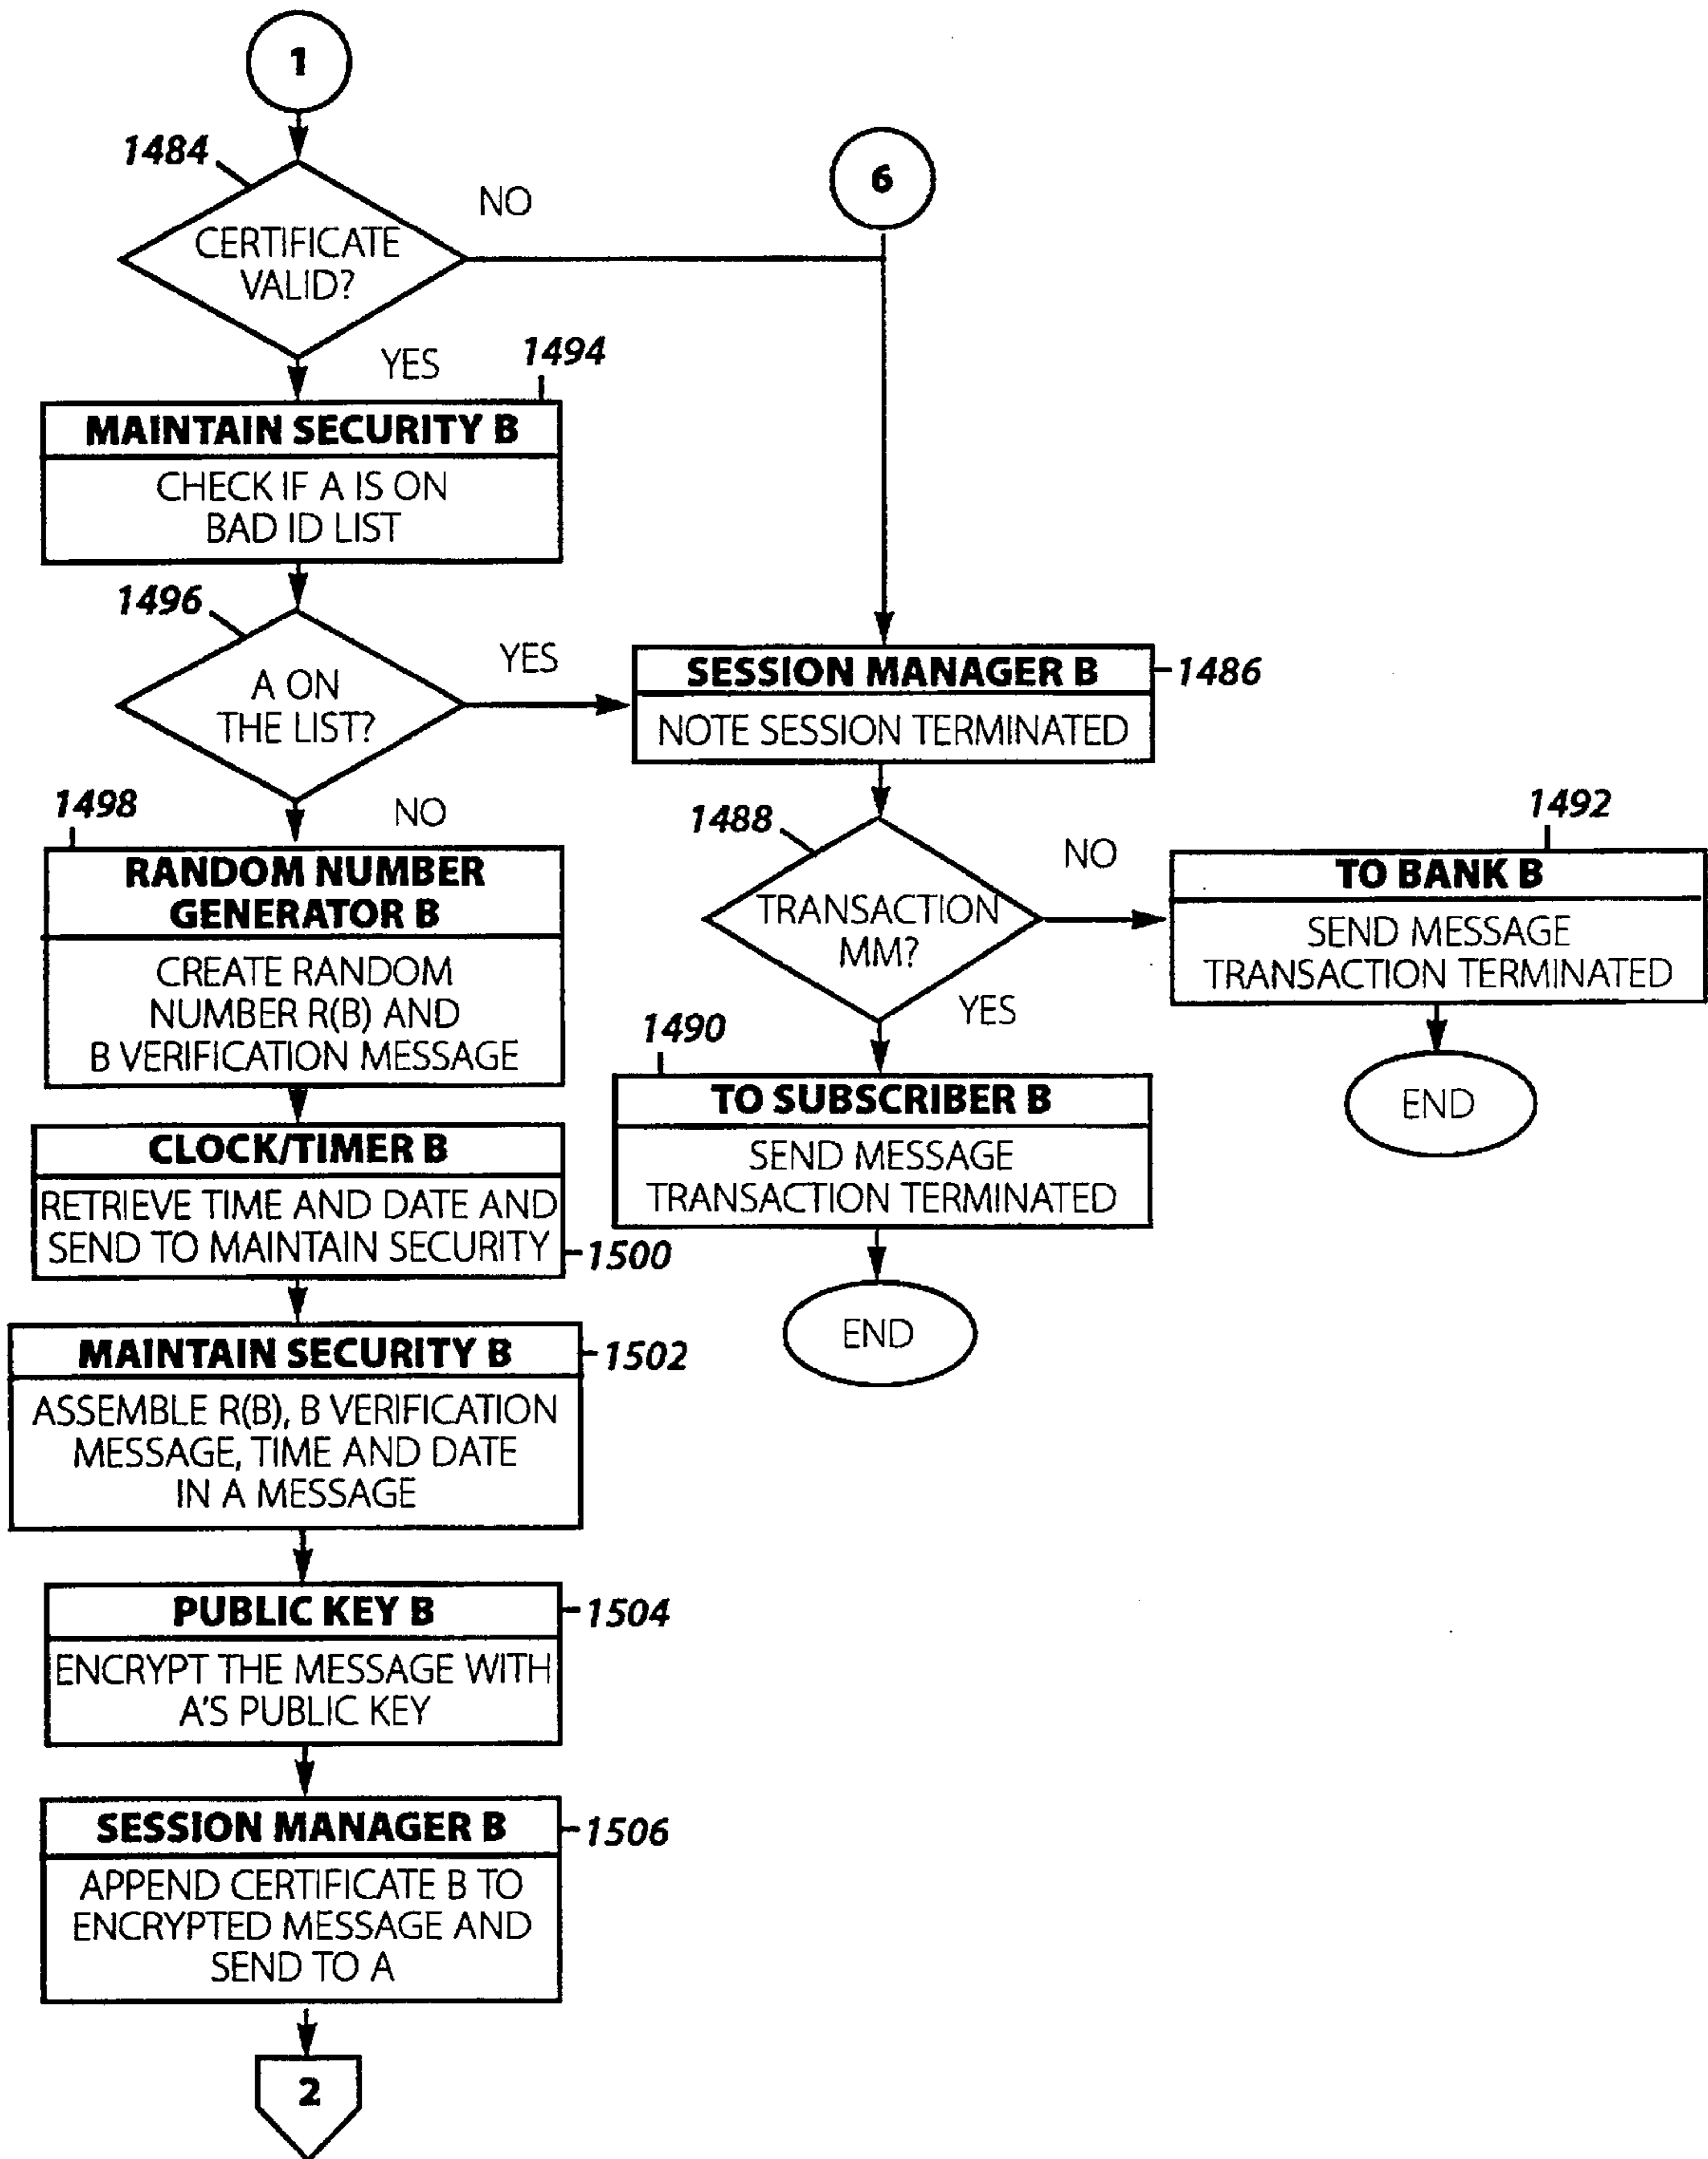 1
1484
CERTIFICATE
VALID?
NO
6
YES
1494
MAINTAIN SECURITY B
CHECK IF A IS ON
BAD ID LIST
1496
A ON
THE LIST?
YES
SESSION MANAGER B
1486
NOTE SESSION TERMINATED
NO
1498
RANDOM NUMBER
GENERATOR B
CREATE RANDOM
NUMBER R(B) AND
B VERIFICATION MESSAGE
1488
TRANSACTION
MM?
NO
1492
TO BANK B
SEND MESSAGE
TRANSACTION TERMINATED
END
YES
1490
TO SUBSCRIBER B
SEND MESSAGE
TRANSACTION TERMINATED
END
CLOCK/TIMER B
RETRIEVE TIME AND DATE AND
SEND TO MAINTAIN SECURITY
1500
MAINTAIN SECURITY B
1502
ASSEMBLE R(B), B VERIFICATION
MESSAGE, TIME AND DATE
IN A MESSAGE
PUBLIC KEY B
1504
ENCRYPT THE MESSAGE WITH
A'S PUBLIC KEY
SESSION MANAGER B
1506
APPEND CERTIFICATE B TO
ENCRYPTED MESSAGE AND
SEND TO A
2